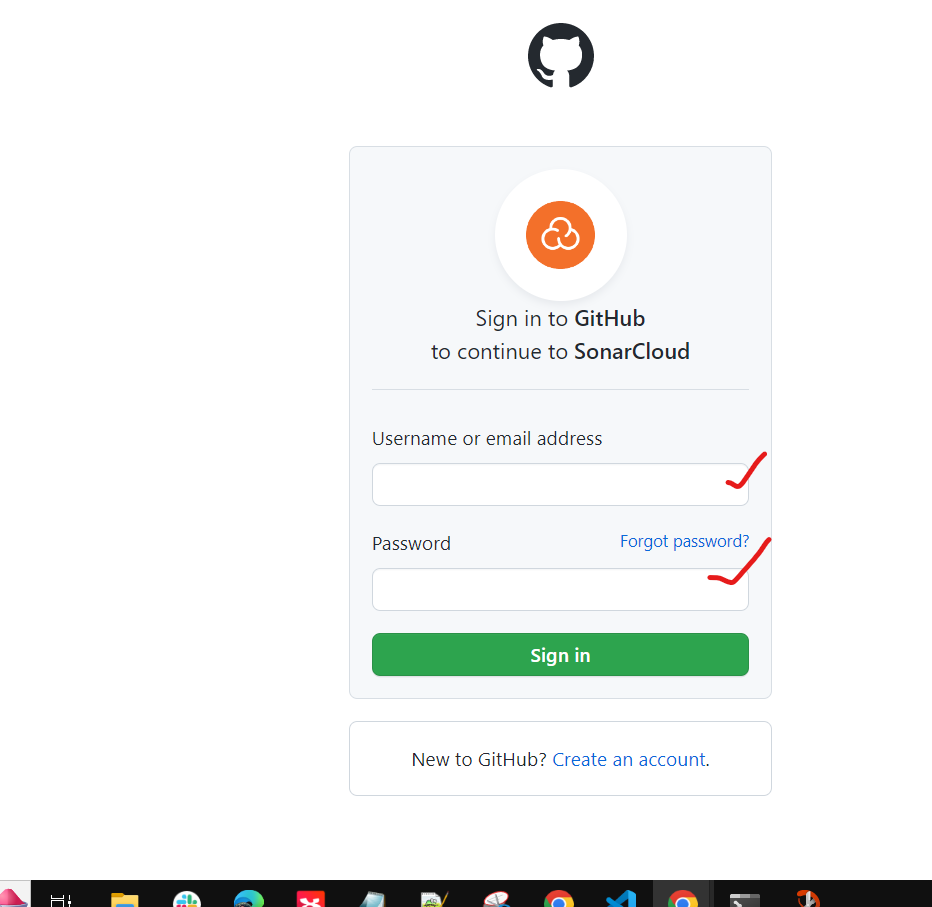 Sign in to GitHub
to continue to SonarCloud
Username or email address
Password
Forgot password?
Sign in
New to GitHub? Create an account.